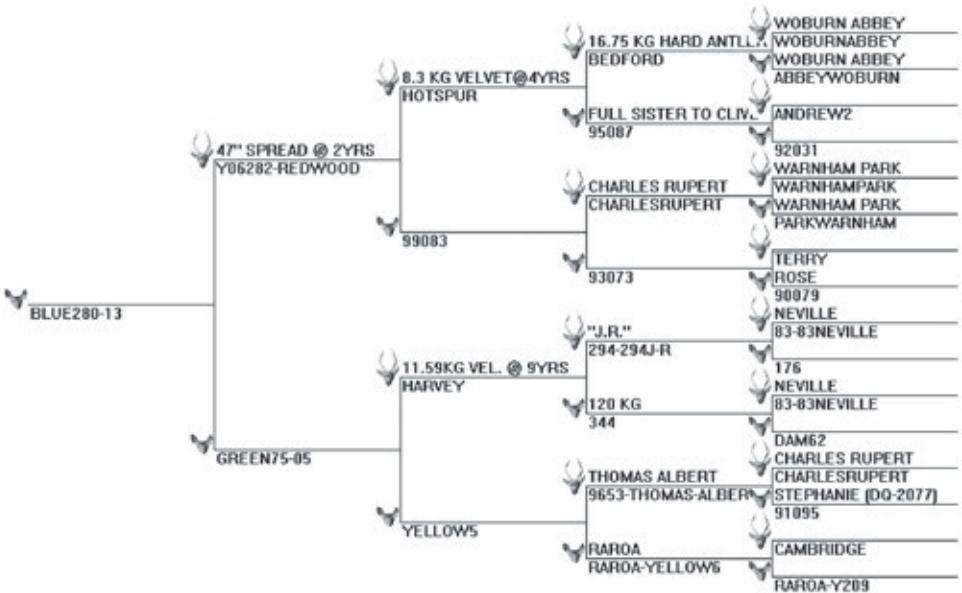 WOBURN ABBEY
16.75 KG HARD ANTLL
WOBURNABBEY
BEDFORD
WOBURN ABBEY
8.3 KG VELVET@4YRS
ABBEYWOBURN
HOTSPUR
FULL SISTER TO CLIV
ANDREW2
95087
47" SPREAD @ 2YRS
92031
Y06282-REDWOOD
WARNHAM PARK
CHARLES RUPERT
WARNHAMPARK
CHARLESRUPERT
WARNHAM PARK
PARKWARNHAM
99083
TERRY
93073
ROSE
90079
BLUE280-13
NEVILLE
"J.R."
83-83NEVILLE
294-294J-R
11.59KG VEL. @ 9YRS
176
HARVEY
NEVILLE
120 KG
83-83NEVILLE
344
DAM62
GREEN75-05
CHARLES RUPERT
THOMAS ALBERT
CHARLESRUPERT
9653-THOMAS-ALBER
STEPHANIE (DQ-2077)
91095
YELLOW5
RAROA
CAMBRIDGE
RAROA-YELLOW6
RAROA-Y209